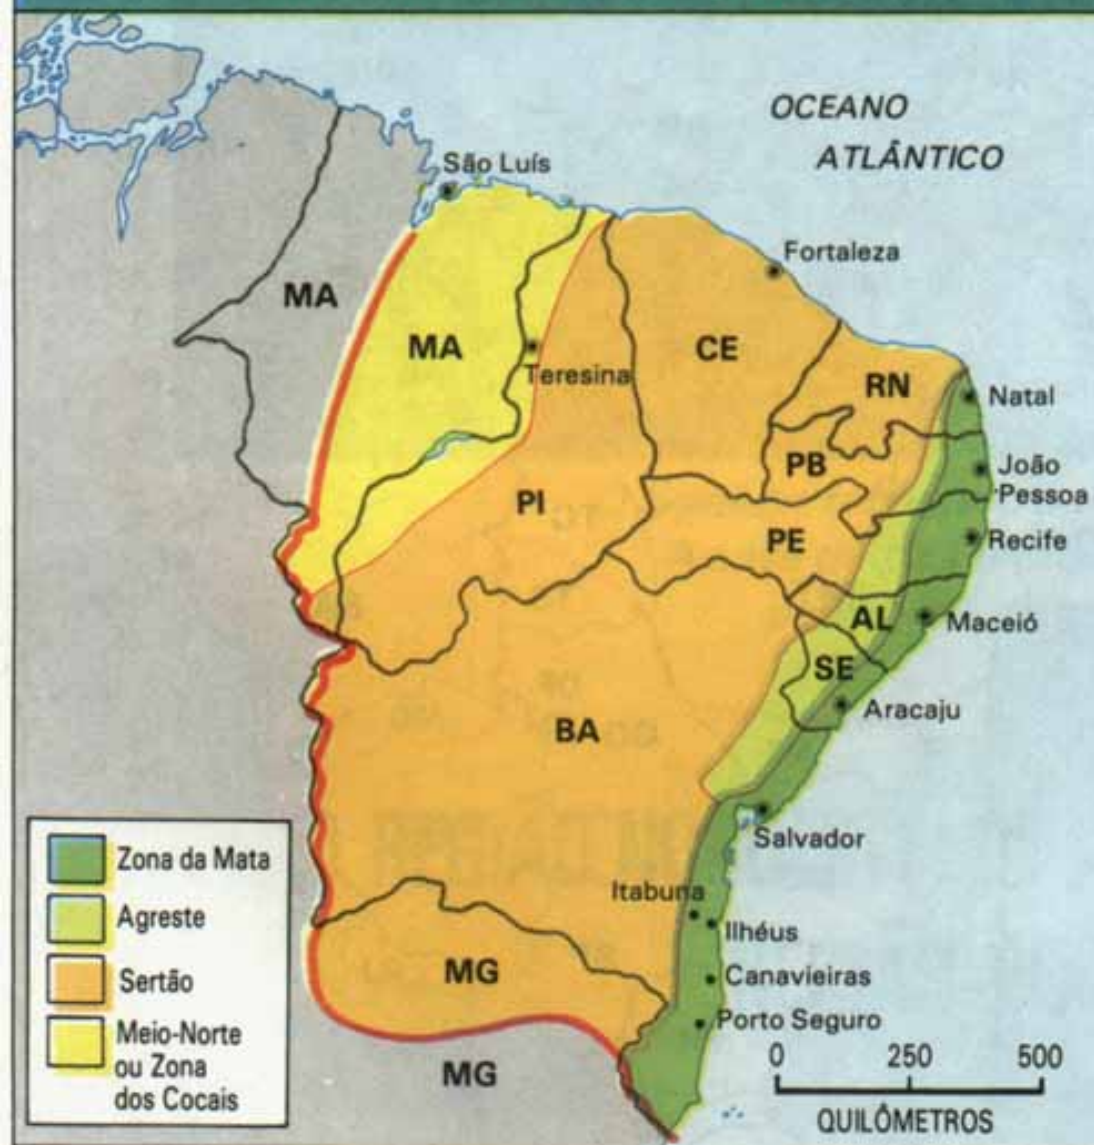 OCEANO
ATLÂNTICO
São Luís
Fortaleza
MA
MA
CE
Teresina
RN
Natal
PB
João
Pessoa
PI
PE
Recife
AL
Maceió
SE
Aracaju
BA
Salvador
Itabuna
Ilhéus
Canavieiras
MG
Porto Seguro
MG
Zona da Mata
Agreste
Sertão
Meio-Norte
ou Zona
dos Cocais
0 250 500
QUILÔMETROS